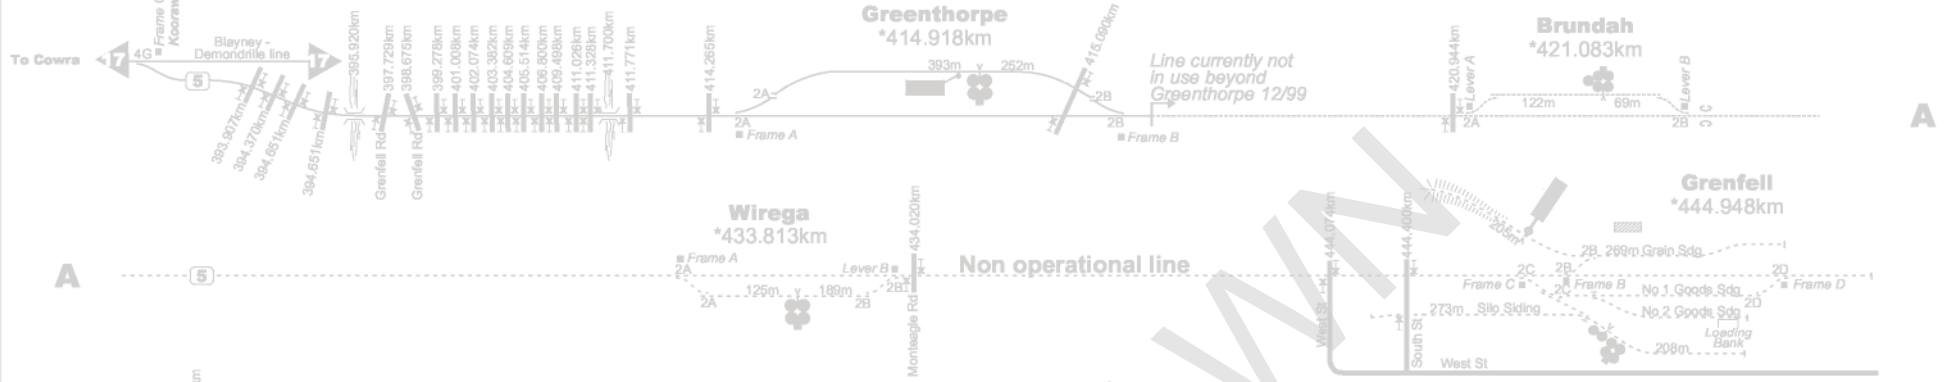 Greenthorpe
*414.918km
Brundah
*421.083km
To Cowra
17
4G
Blayney -
Demondrille line
17
5
393.907km
394.370km
394.651km
394.651km
395.920km
397.729km
398.675km
399.278km
401.008km
402.074km
403.382km
404.609km
405.514km
406.800km
409.498km
411.026km
411.328km
411.700km
411.771km
414.265km
Grenfell Rd
Grenfell Rd
2A
2A
Frame A
393m
252m
415.090km
2B
2B
Frame B
Line currently not
in use beyond
Greenthorpe 12/99
420.944km
Lever A
2A
122m
69m
Lever B
2B
C
C
A
Wirega
*433.813km
Grenfell
*444.948km
A
5
Frame A
2A
2A
125m
189m
2B
Lever B
2B
434.020km
Monteagle Rd
Non operational line
444.074km
West St
444.400km
South St
West St
205m
2B
269m Grain Sdg
Frame C
2C
2B
2C
Frame B
No 1 Goods Sdg
2D
2D
Frame D
No 2 Goods Sdg
273m
Silo Siding
Loading
Bank
208m
WN
km